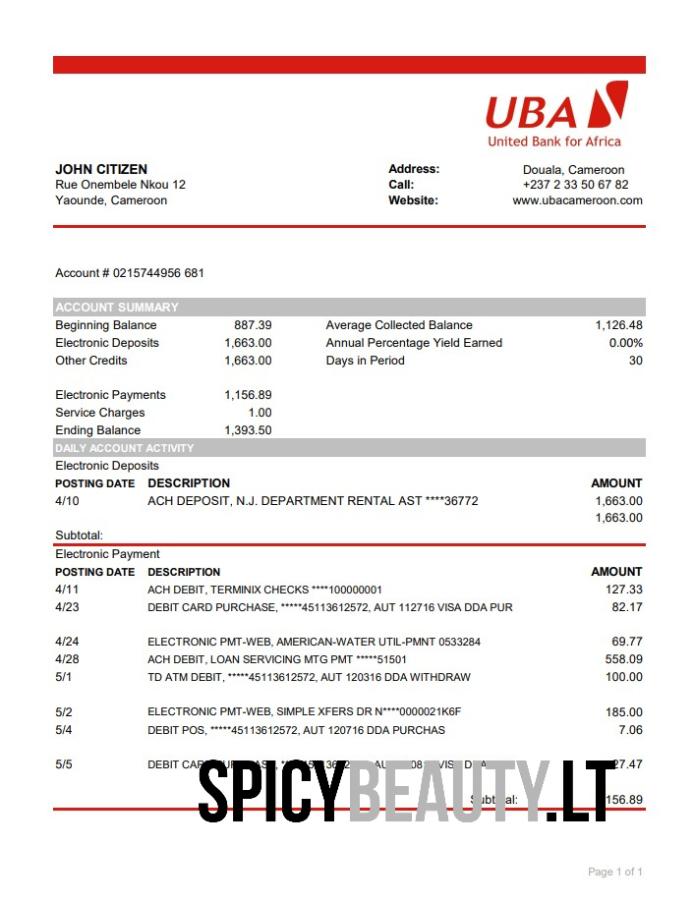 UBA
United Bank for Africa
JOHN CITIZEN
Rue Onembele Nkou 12
Yaounde, Cameroon
Address: Douala, Cameroon
Call: +237 2 33 50 67 82
Website: www.ubacameroon.com
Account # 0215744956 681
ACCOUNT SUMMARY
Beginning Balance 887.39 Average Collected Balance 1,126.48
Electronic Deposits 1,663.00 Annual Percentage Yield Earned 0.00%
Other Credits 1,663.00 Days in Period 30
Electronic Payments 1,156.89
Service Charges 1.00
Ending Balance 1,393.50
DAILY ACCOUNT ACTIVITY
Electronic Deposits
POSTING DATE DESCRIPTION AMOUNT
4/10 ACH DEPOSIT, N.J. DEPARTMENT RENTAL AST ****36772 1,663.00
1,663.00
Subtotal:
Electronic Payment
POSTING DATE DESCRIPTION AMOUNT
4/11 ACH DEBIT, TERMINIX CHECKS ****100000001 127.33
4/23 DEBIT CARD PURCHASE, *****45113612572, AUT 112716 VISA DDA PUR 82.17
4/24 ELECTRONIC PMT-WEB, AMERICAN-WATER UTIL-PMNT 0533284 69.77
4/28 ACH DEBIT, LOAN SERVICING MTG PMT *****51501 558.09
5/1 TD ATM DEBIT, *****45113612572, AUT 120316 DDA WITHDRAW 100.00
5/2 ELECTRONIC PMT-WEB, SIMPLE XFERS DR N****0000021K6F 185.00
5/4 DEBIT POS, *****45113612572, AUT 120716 DDA PURCHAS 7.06
5/5 DEBIT 27.47
SPICYBEAUTY.LT
Subtotal: 156.89
Page 1 of 1